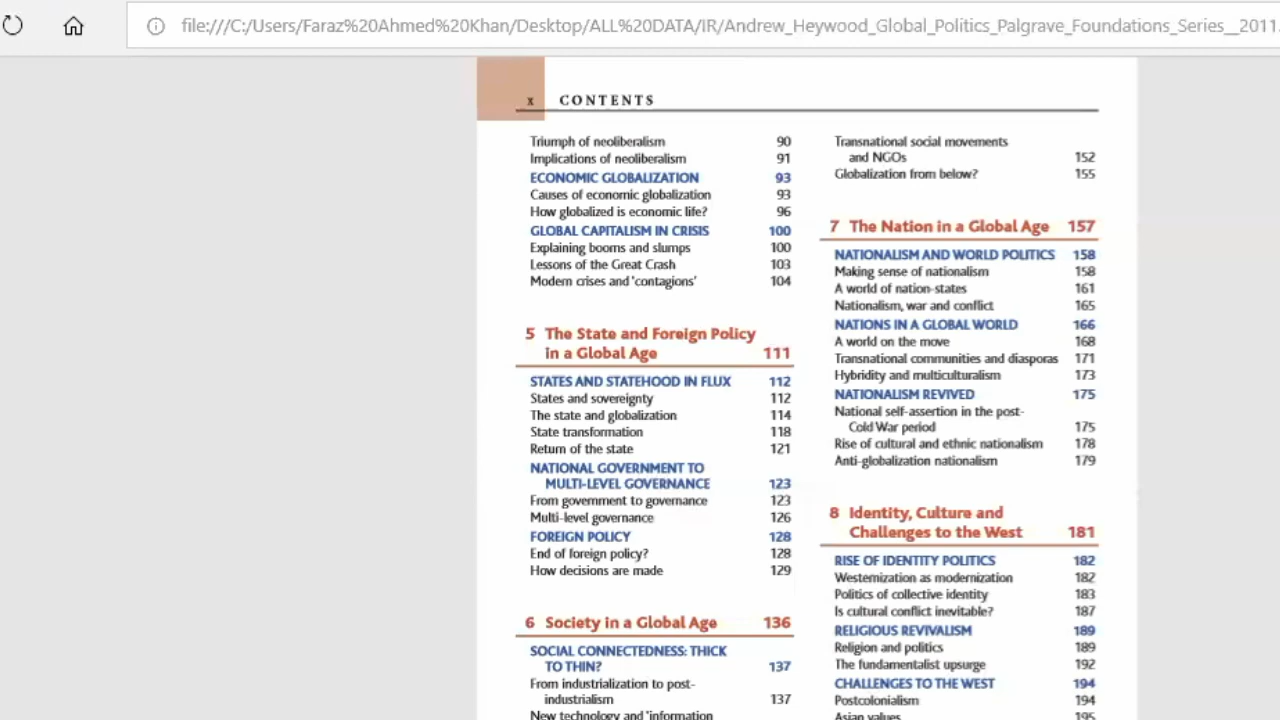 file:///C:/Users/Faraz%20Ahmed%20Khan/Desktop/ALL%20DATA/IR/Andrew_Heywood_Global_Politics_Palgrave_Foundations_Series__2011.
x CONTENTS
Triumph of neoliberalism 90
Implications of neoliberalism 91
ECONOMIC GLOBALIZATION 93
Causes of economic globalization 93
How globalized is economic life? 96
GLOBAL CAPITALISM IN CRISIS 100
Explaining booms and slumps 100
Lessons of the Great Crash 103
Modern crises and 'contagions' 104
5 The State and Foreign Policy
in a Global Age 111
STATES AND STATEHOOD IN FLUX 112
States and sovereignty 112
The state and globalization 114
State transformation 118
Return of the state 121
NATIONAL GOVERNMENT TO
MULTI-LEVEL GOVERNANCE 123
From government to governance 123
Multi-level governance 126
FOREIGN POLICY 128
End of foreign policy? 128
How decisions are made 129
6 Society in a Global Age 136
SOCIAL CONNECTEDNESS: THICK
TO THIN? 137
From industrialization to post-
industrialism 137
New technology and 'information
Transnational social movements
and NGOs 152
Globalization from below? 155
7 The Nation in a Global Age 157
NATIONALISM AND WORLD POLITICS 158
Making sense of nationalism 158
A world of nation-states 161
Nationalism, war and conflict 165
NATIONS IN A GLOBAL WORLD 166
A world on the move 168
Transnational communities and diasporas 171
Hybridity and multiculturalism 173
NATIONALISM REVIVED 175
National self-assertion in the post-
Cold War period 175
Rise of cultural and ethnic nationalism 178
Anti-globalization nationalism 179
8 Identity, Culture and
Challenges to the West 181
RISE OF IDENTITY POLITICS 182
Westernization as modernization 182
Politics of collective identity 183
Is cultural conflict inevitable? 187
RELIGIOUS REVIVALISM 189
Religion and politics 189
The fundamentalist upsurge 192
CHALLENGES TO THE WEST 194
Postcolonialism 194
Asian values 195